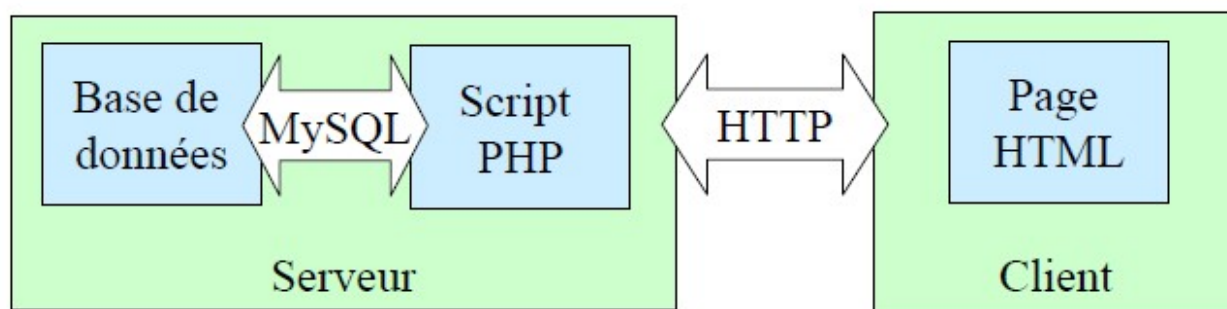 Base de
données
MySQL
Script
PHP
Serveur
HTTP
Page
HTML
Client